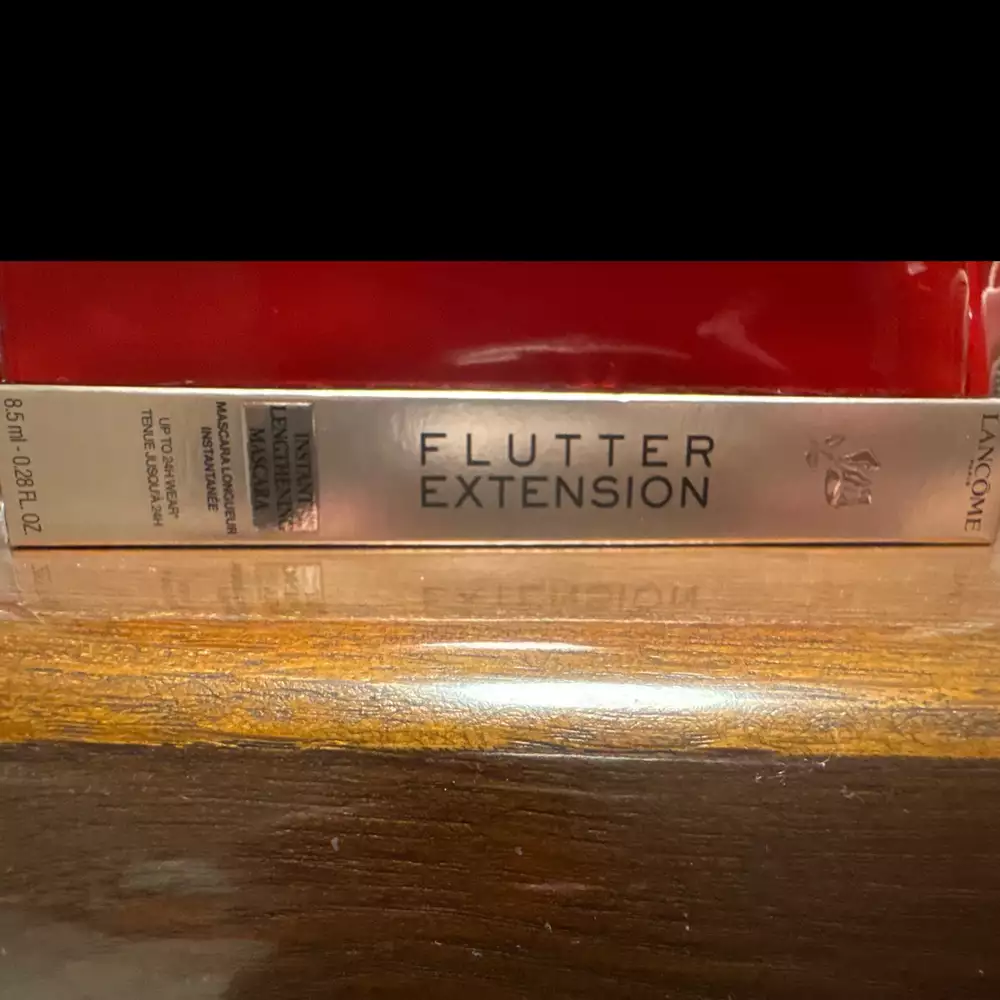 LANCÔME
PARIS
FLUTTER
EXTENSION
INSTANT
LENGTHENING
MASCARA
MASCARA LONGUEUR
INSTANTANÉE
UP TO 24H WEAR*
TENUE JUSQU'À 24H
8.5 ml - 0.28 FL. OZ.